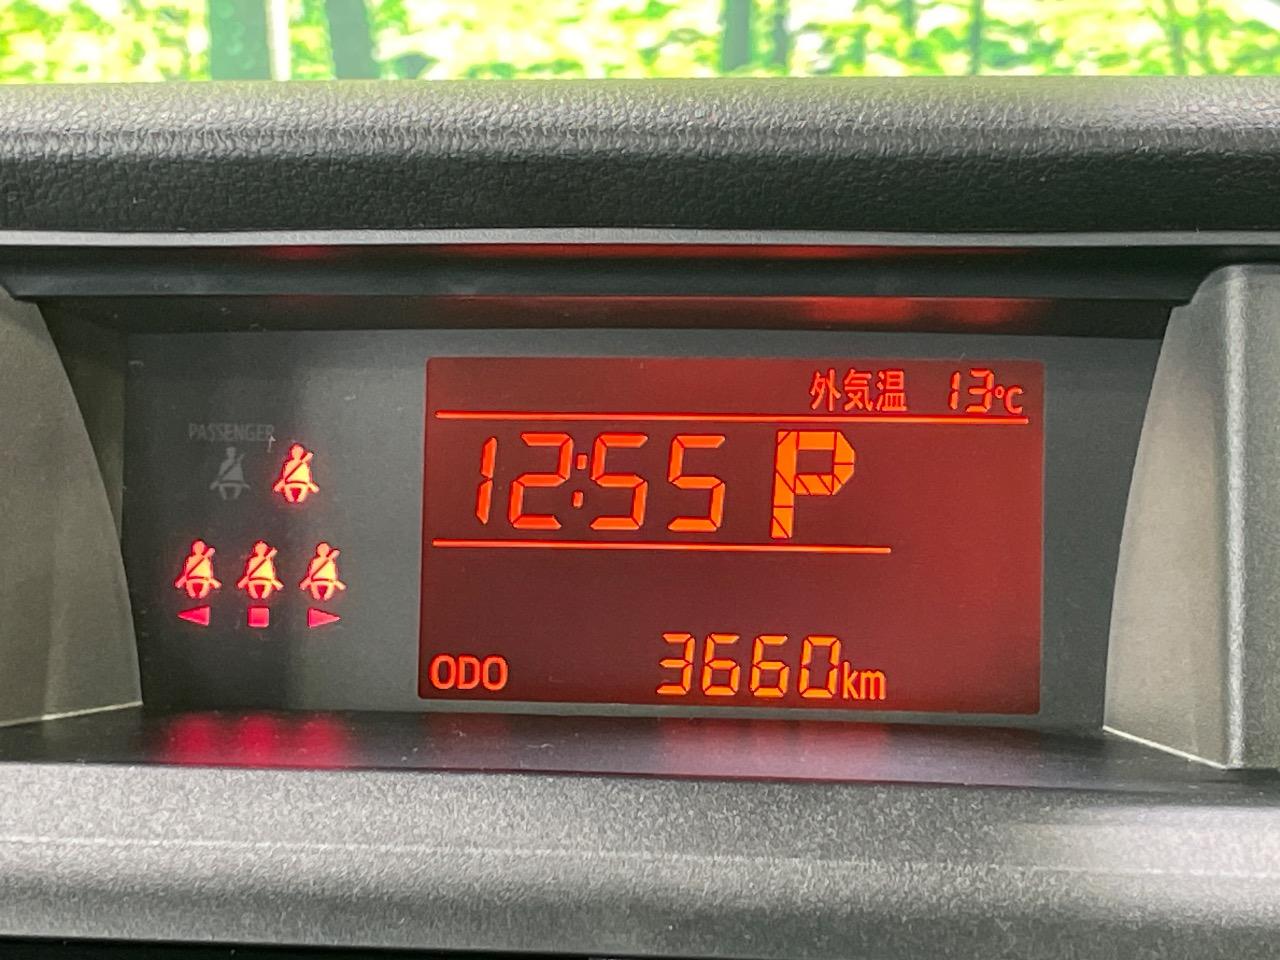 外気温 13℃
PASSENGER
12:55 P
ODO 3660km